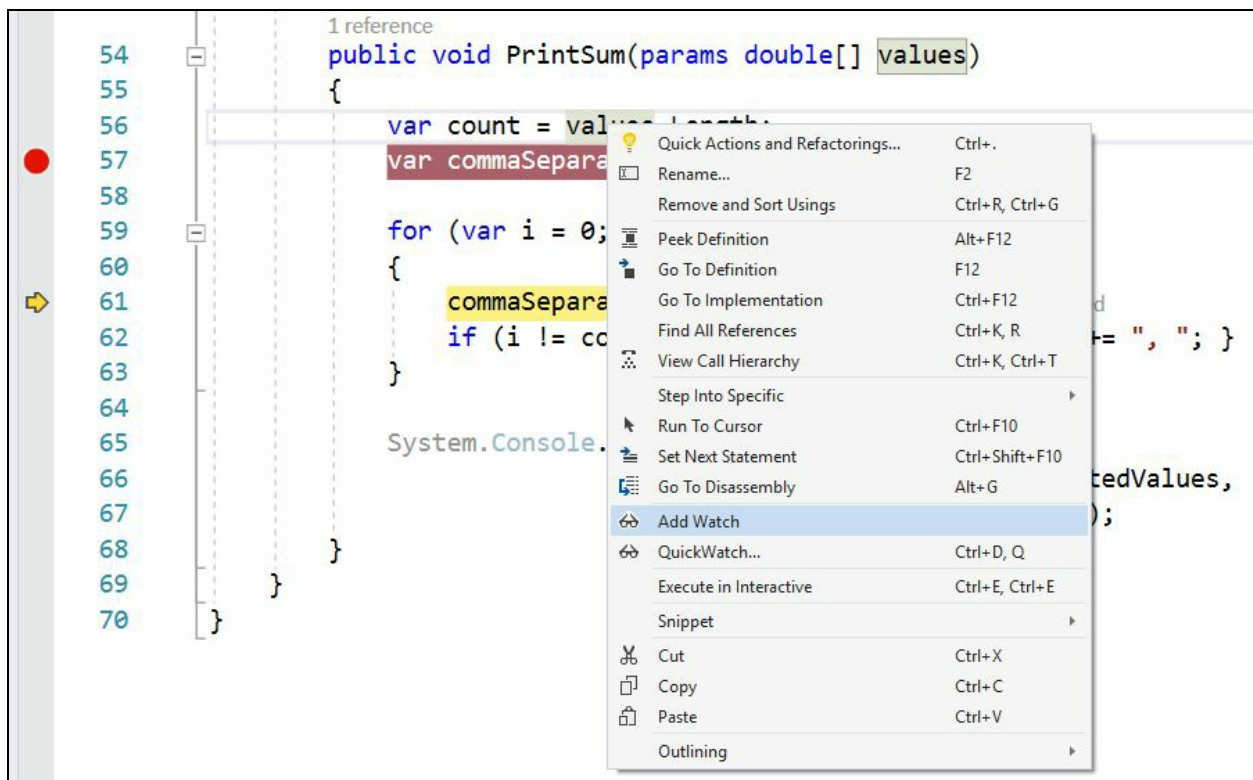 1 reference
54 public void PrintSum(params double[] values)
55 {
56 var count = values.Length;
57 var commaSepara
58
59 for (var i = 0;
60 {
61 commaSepara d
62 if (i != co += ", "; }
63 }
64
65 System.Console.
66 tedValues,
67 );
68 }
69 }
70 }
Quick Actions and Refactorings... Ctrl+.
Rename... F2
Remove and Sort Usings Ctrl+R, Ctrl+G
Peek Definition Alt+F12
Go To Definition F12
Go To Implementation Ctrl+F12
Find All References Ctrl+K, R
View Call Hierarchy Ctrl+K, Ctrl+T
Step Into Specific
Run To Cursor Ctrl+F10
Set Next Statement Ctrl+Shift+F10
Go To Disassembly Alt+G
Add Watch
QuickWatch... Ctrl+D, Q
Execute in Interactive Ctrl+E, Ctrl+E
Snippet
Cut Ctrl+X
Copy Ctrl+C
Paste Ctrl+V
Outlining